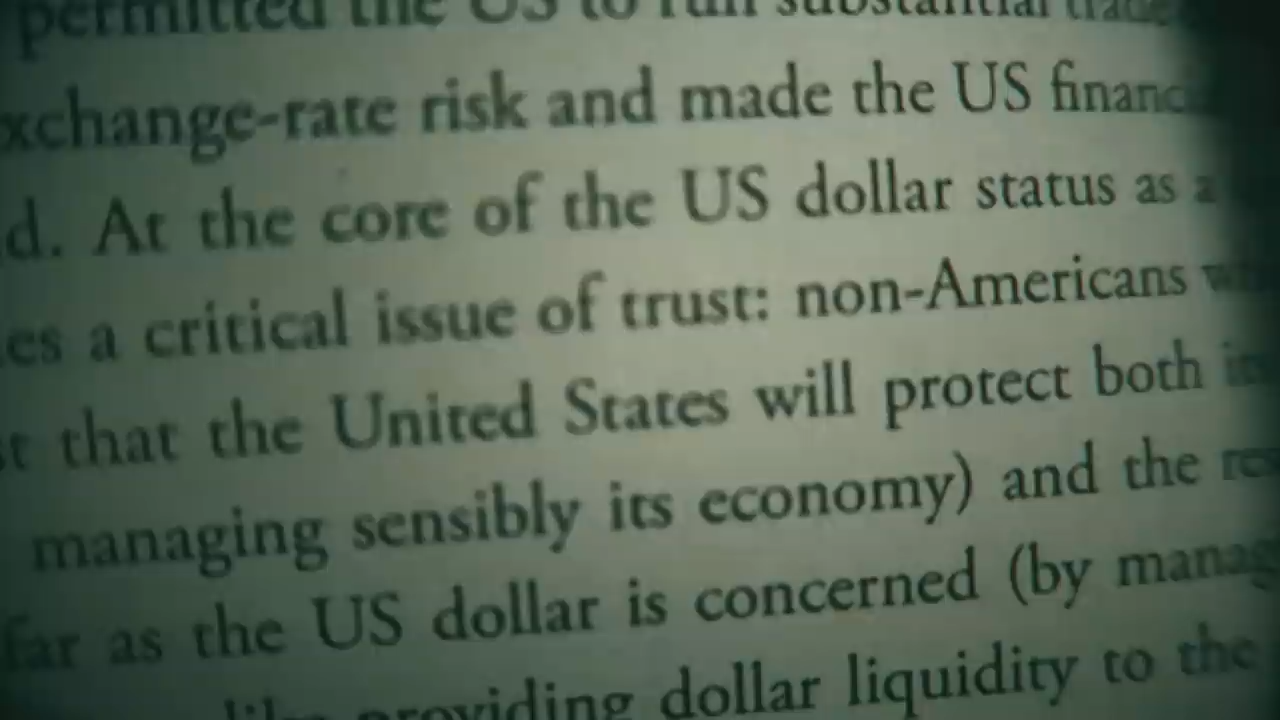 permitted the US to run substantial trade
xchange-rate risk and made the US financ
d. At the core of the US dollar status as a
es a critical issue of trust: non-Americans
st that the United States will protect both
managing sensibly its economy) and the
far as the US dollar is concerned (by manag
providing dollar liquidity to the